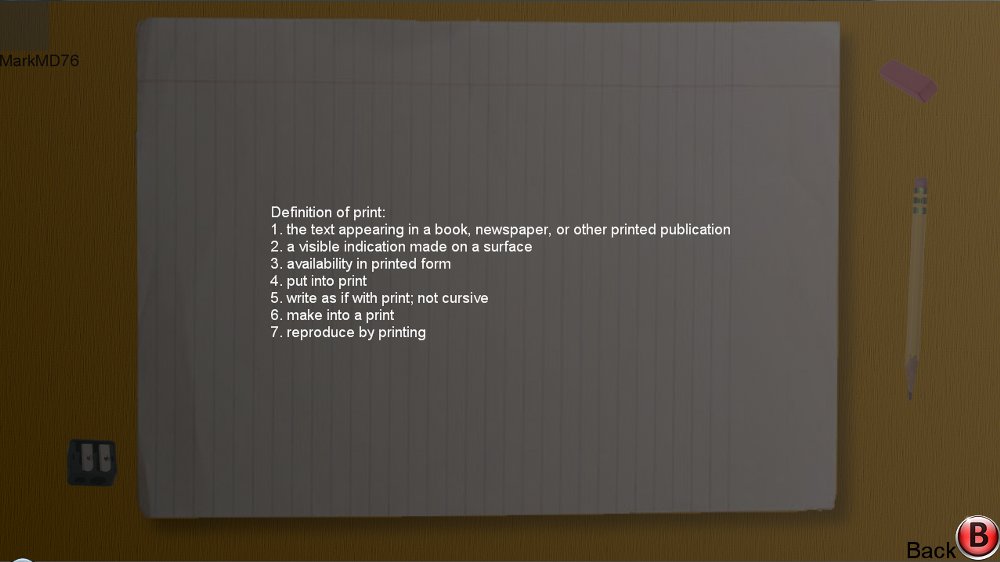 MarkMD76
Definition of print:
1. the text appearing in a book, newspaper, or other printed publication
2. a visible indication made on a surface
3. availability in printed form
4. put into print
5. write as if with print; not cursive
6. make into a print
7. reproduce by printing
Back B